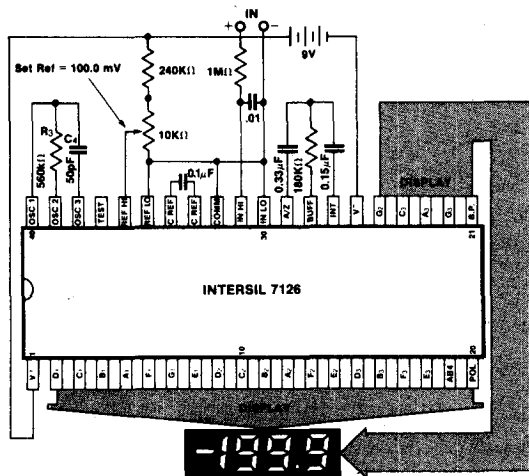 IN
+ -
9V
Set Ref = 100.0 mV
240KΩ
1MΩ
.01
10KΩ
R3
560kΩ
C4
50pF
0.1μF
0.33μF
180KΩ
0.15μF
DISPLAY
OSC 1
OSC 2
OSC 3
TEST
REF HI
REF LO
C REF
C REF
COMM
IN HI
IN LO
A/Z
BUFF
INT
V-
G2
C3
A3
G3
B.P.
40
30
21
INTERSIL 7126
1
10
20
V+
D1
C1
B1
A1
F1
G1
E1
D2
C2
B2
A2
F2
E2
D3
B3
F3
E3
AB4
POL
DISPLAY
-199.9